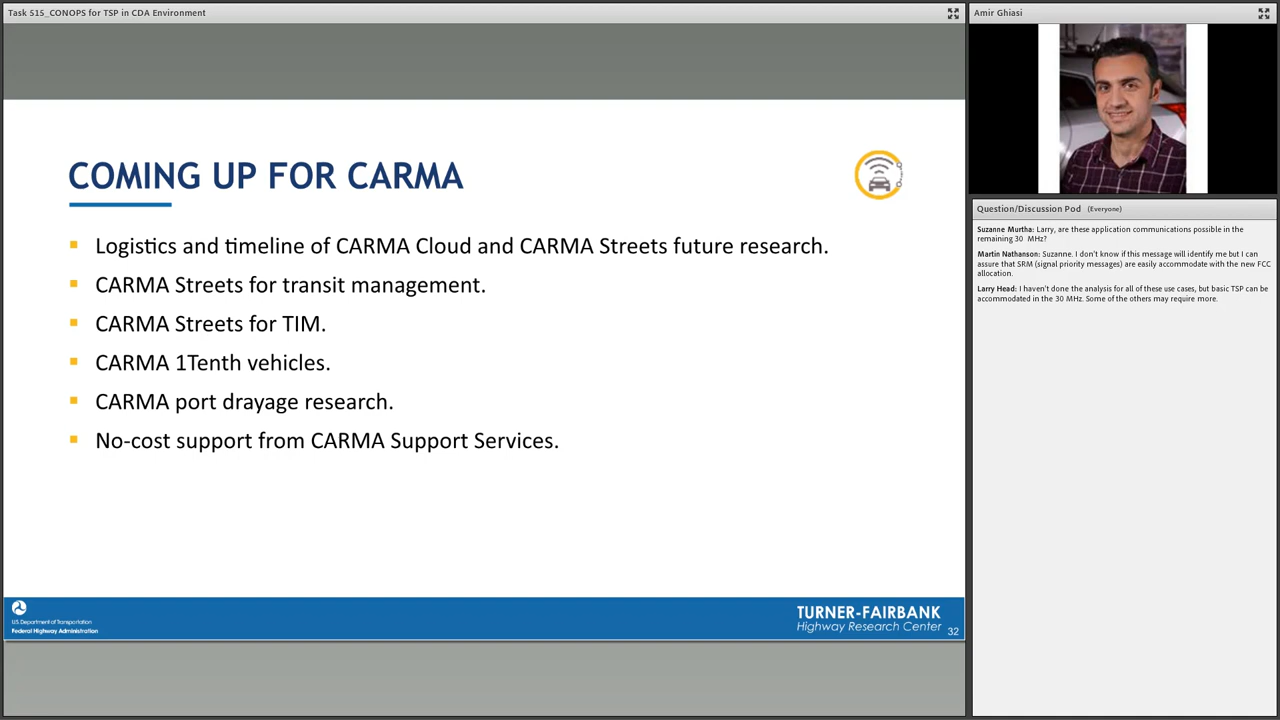 Task 515_CONOPS for TSP in CDA Environment
COMING UP FOR CARMA
Logistics and timeline of CARMA Cloud and CARMA Streets future research.
CARMA Streets for transit management.
CARMA Streets for TIM.
CARMA 1Tenth vehicles.
CARMA port drayage research.
No-cost support from CARMA Support Services.
U.S. Department of Transportation
Federal Highway Administration
TURNER-FAIRBANK
Highway Research Center
32
Amir Ghiasi
Question/Discussion Pod (Everyone)
Suzanne Murtha: Larry, are these application communications possible in the
remaining 30 MHz?
Martin Nathanson: Suzanne. I don't know if this message will identify me but I can
assure that SRM (signal priority messages) are easily accommodate with the new FCC
allocation.
Larry Head: I haven't done the analysis for all of these use cases, but basic TSP can be
accommodated in the 30 MHz. Some of the others may require more.